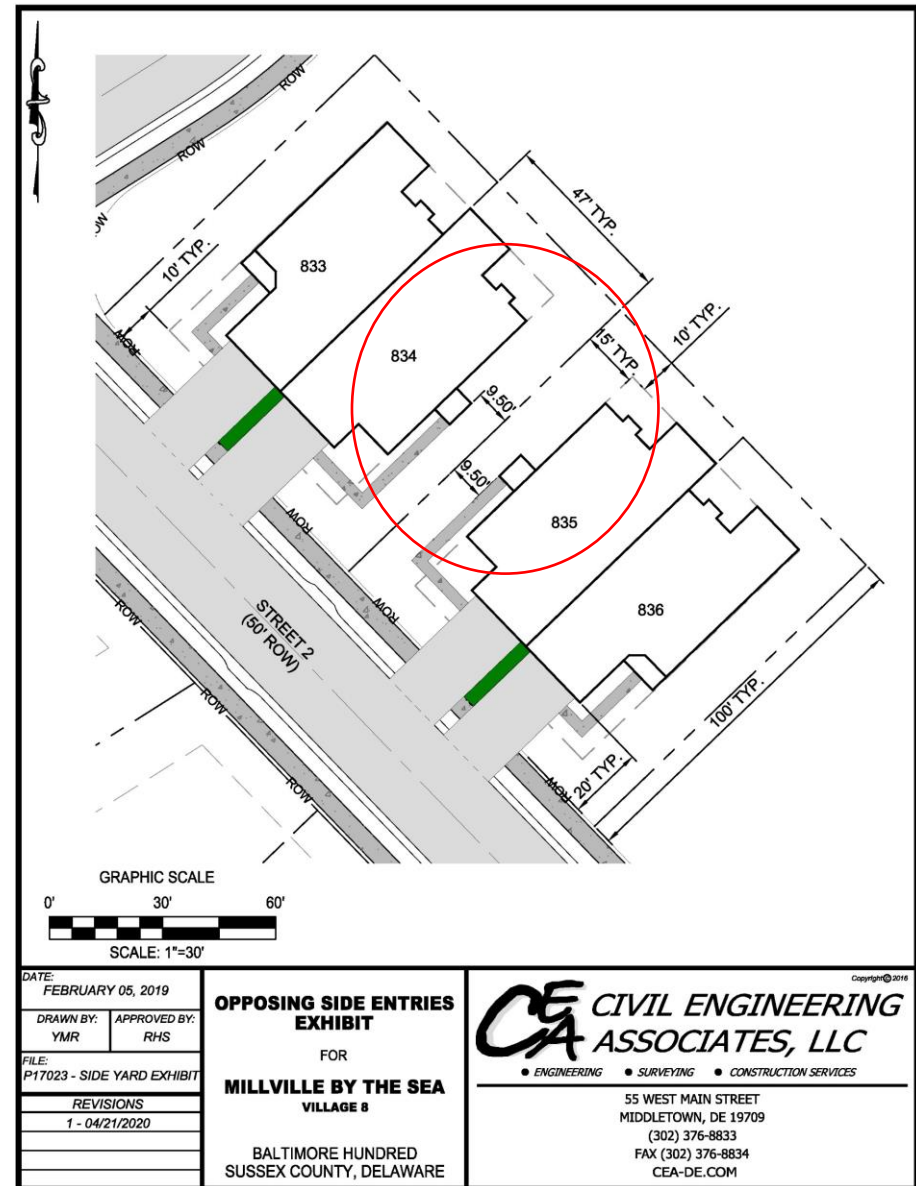 ROW
ROW
ROW
47' TYP.
10' TYP.
833
ROW
834
15' TYP.
10' TYP.
9.50'
9.50'
835
ROW
ROW
STREET 2
(50' ROW)
836
ROW
ROW
100' TYP.
20' TYP.
ROW
ROW
GRAPHIC SCALE
0' 30' 60'
SCALE: 1"=30'
DATE:
FEBRUARY 05, 2019
DRAWN BY: APPROVED BY:
YMR RHS
FILE:
P17023 - SIDE YARD EXHIBIT
REVISIONS
1 - 04/21/2020
OPPOSING SIDE ENTRIES
EXHIBIT
FOR
MILLVILLE BY THE SEA
VILLAGE 8
BALTIMORE HUNDRED
SUSSEX COUNTY, DELAWARE
Copyright© 2016
CEA
CIVIL ENGINEERING
ASSOCIATES, LLC
• ENGINEERING • SURVEYING • CONSTRUCTION SERVICES
55 WEST MAIN STREET
MIDDLETOWN, DE 19709
(302) 376-8833
FAX (302) 376-8834
CEA-DE.COM